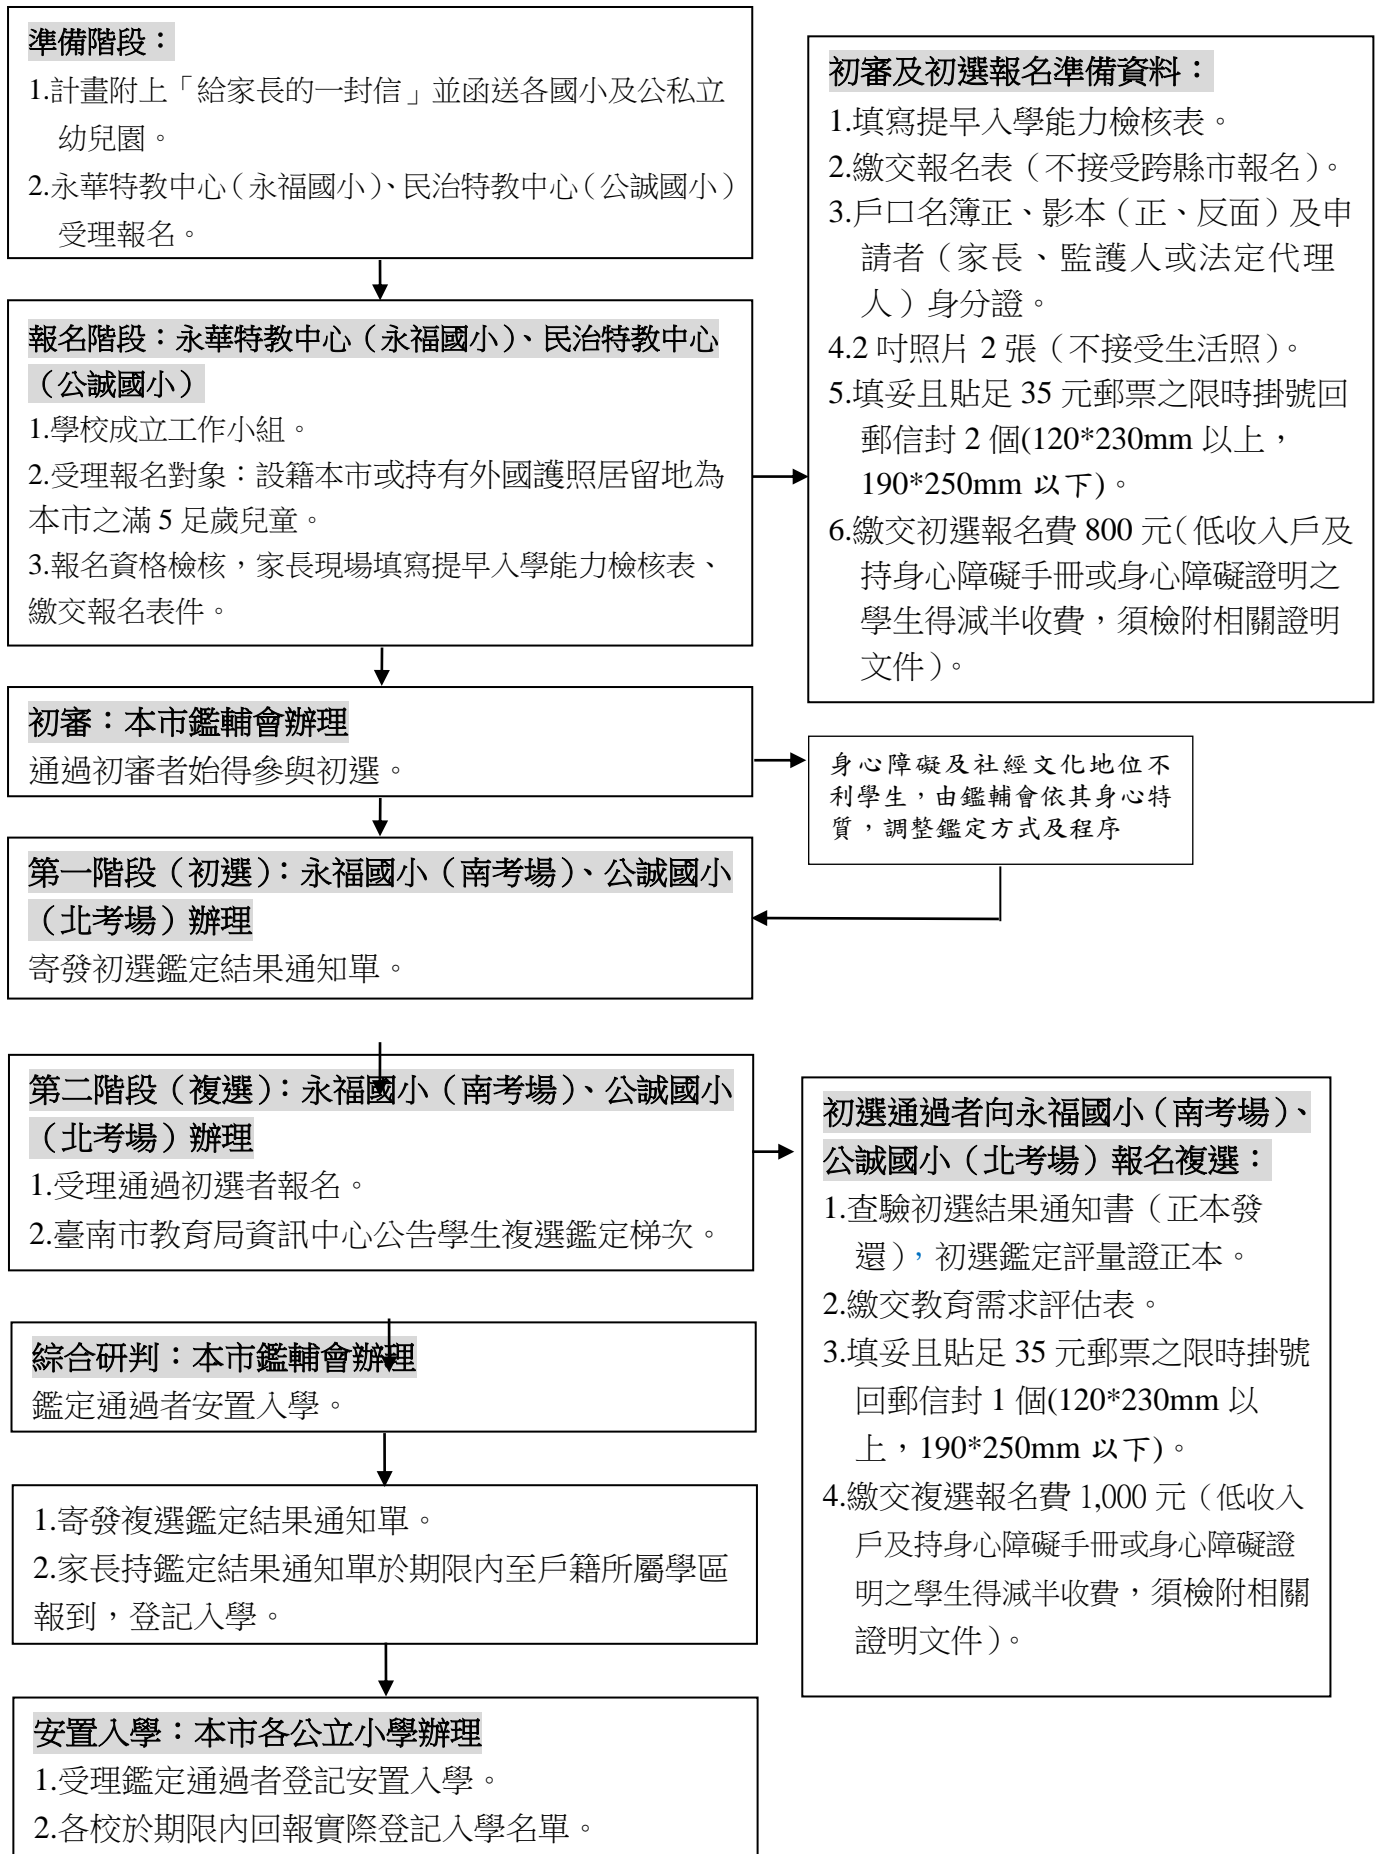 準備階段：
1.計畫附上「給家長的一封信」並函送各國小及公私立
幼兒園。
2.永華特教中心（永福國小）、民治特教中心（公誠國小）
受理報名。
初審及初選報名準備資料：
1.填寫提早入學能力檢核表。
2.繳交報名表（不接受跨縣市報名）。
3.戶口名簿正、影本（正、反面）及申
請者（家長、監護人或法定代理
人）身分證。
4.2 吋照片 2 張（不接受生活照）。
5.填妥且貼足 35 元郵票之限時掛號回
郵信封 2 個(120*230mm 以上，
190*250mm 以下)。
6.繳交初選報名費 800 元（低收入戶及
持身心障礙手冊或身心障礙證明之
學生得減半收費，須檢附相關證明
文件）。
報名階段：永華特教中心（永福國小）、民治特教中心
（公誠國小）
1.學校成立工作小組。
2.受理報名對象：設籍本市或持有外國護照居留地為
本市之滿 5 足歲兒童。
3.報名資格檢核，家長現場填寫提早入學能力檢核表、
繳交報名表件。
初審：本市鑑輔會辦理
通過初審者始得參與初選。
身心障礙及社經文化地位不
利學生，由鑑輔會依其身心特
質，調整鑑定方式及程序
第一階段（初選）：永福國小（南考場）、公誠國小
（北考場）辦理
寄發初選鑑定結果通知單。
第二階段（複選）：永福國小（南考場）、公誠國小
（北考場）辦理
1.受理通過初選者報名。
2.臺南市教育局資訊中心公告學生複選鑑定梯次。
初選通過者向永福國小（南考場）、
公誠國小（北考場）報名複選：
1.查驗初選結果通知書（正本發
還），初選鑑定評量證正本。
2.繳交教育需求評估表。
3.填妥且貼足 35 元郵票之限時掛號
回郵信封 1 個(120*230mm 以
上，190*250mm 以下)。
4.繳交複選報名費 1,000 元（低收入
戶及持身心障礙手冊或身心障礙證
明之學生得減半收費，須檢附相關
證明文件）。
綜合研判：本市鑑輔會辦理
鑑定通過者安置入學。
1.寄發複選鑑定結果通知單。
2.家長持鑑定結果通知單於期限內至戶籍所屬學區
報到，登記入學。
安置入學：本市各公立小學辦理
1.受理鑑定通過者登記安置入學。
2.各校於期限內回報實際登記入學名單。